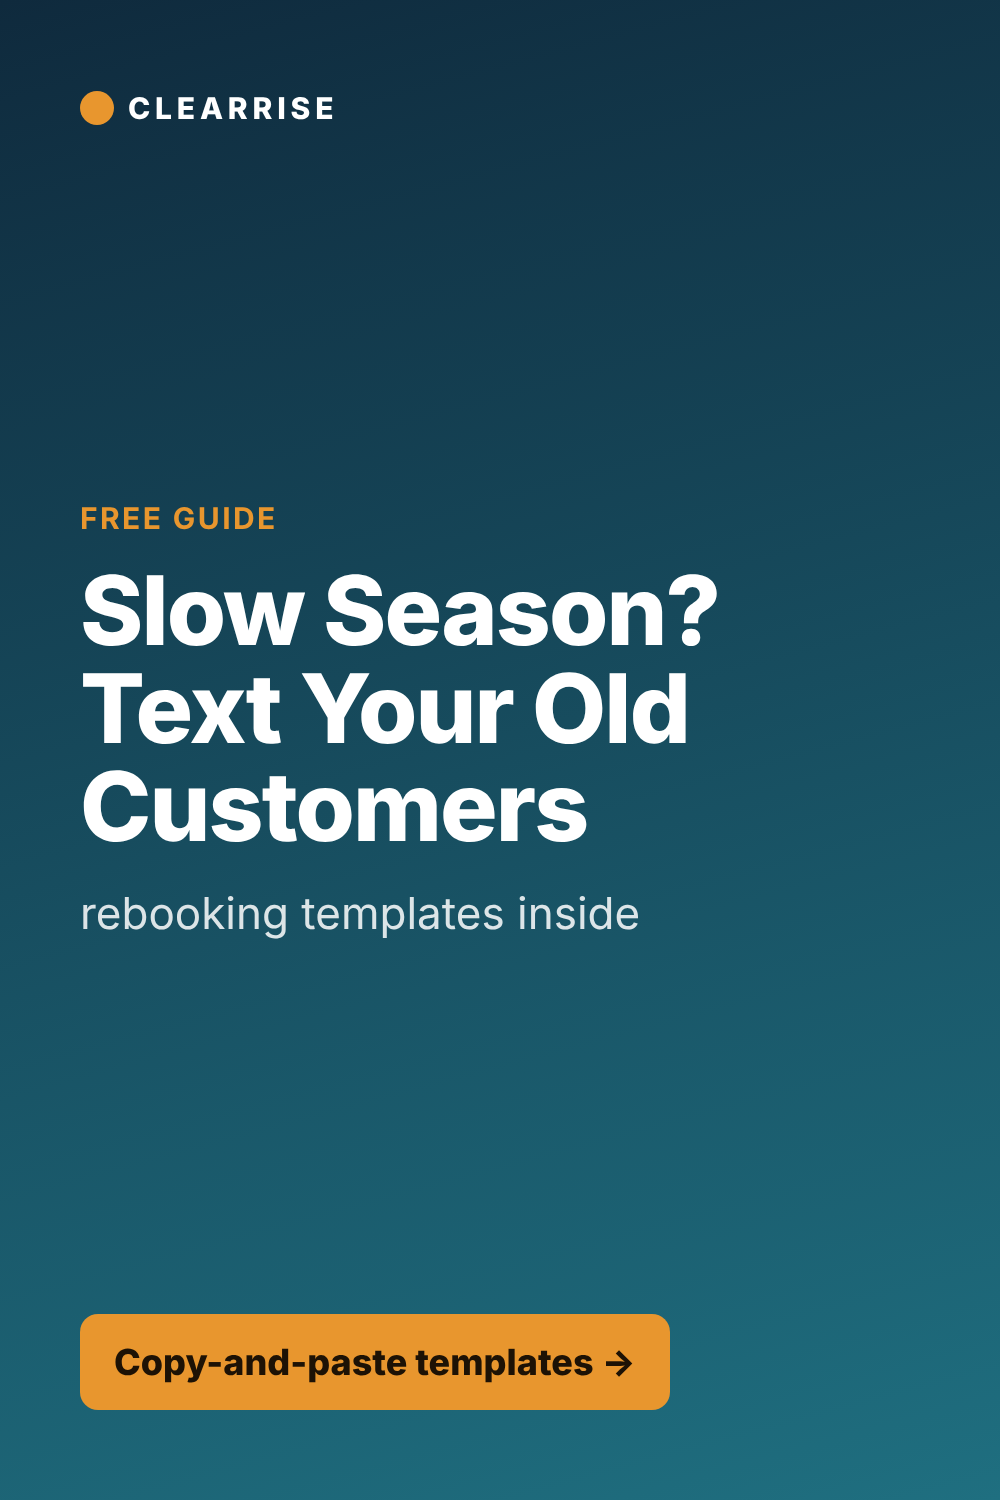 CLEARRISE
FREE GUIDE
Slow Season?
Text Your Old
Customers
rebooking templates inside
Copy-and-paste templates →